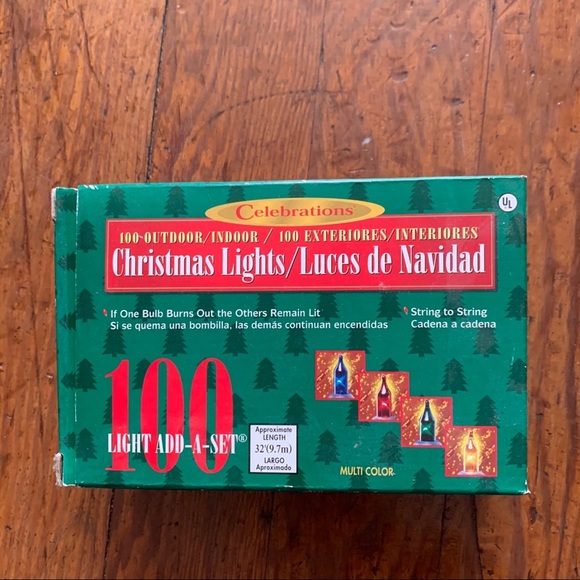 Celebrations®
UL
100-OUTDOOR/INDOOR / 100 EXTERIORES/INTERIORES
Christmas Lights/Luces de Navidad
If One Bulb Burns Out the Others Remain Lit
Si se quema una bombilla, las demás continuan encendidas
String to String
Cadena a cadena
100
LIGHT ADD-A-SET®
Approximate
LENGTH
32'(9.7m)
LARGO
Aproximado
MULTI COLOR